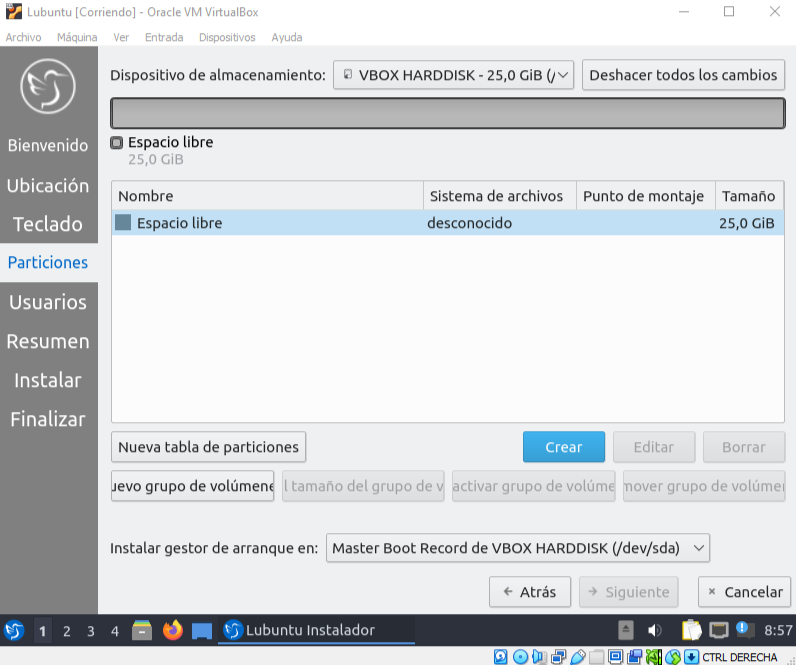 Lubuntu [Corriendo] - Oracle VM VirtualBox
Archivo Máquina Ver Entrada Dispositivos Ayuda
Dispositivo de almacenamiento: VBOX HARDDISK - 25,0 GiB (/ Deshacer todos los cambios
Espacio libre
25,0 GiB
Bienvenido
Ubicación
Teclado
Particiones
Usuarios
Resumen
Instalar
Finalizar
Nombre Sistema de archivos Punto de montaje Tamaño
Espacio libre desconocido 25,0 GiB
Nueva tabla de particiones Crear Editar Borrar
uevo grupo de volúmene l tamaño del grupo de v activar grupo de volúme mover grupo de volúmer
Instalar gestor de arranque en: Master Boot Record de VBOX HARDDISK (/dev/sda)
Atrás Siguiente Cancelar
1 2 3 4 Lubuntu Instalador 8:57
CTRL DERECHA